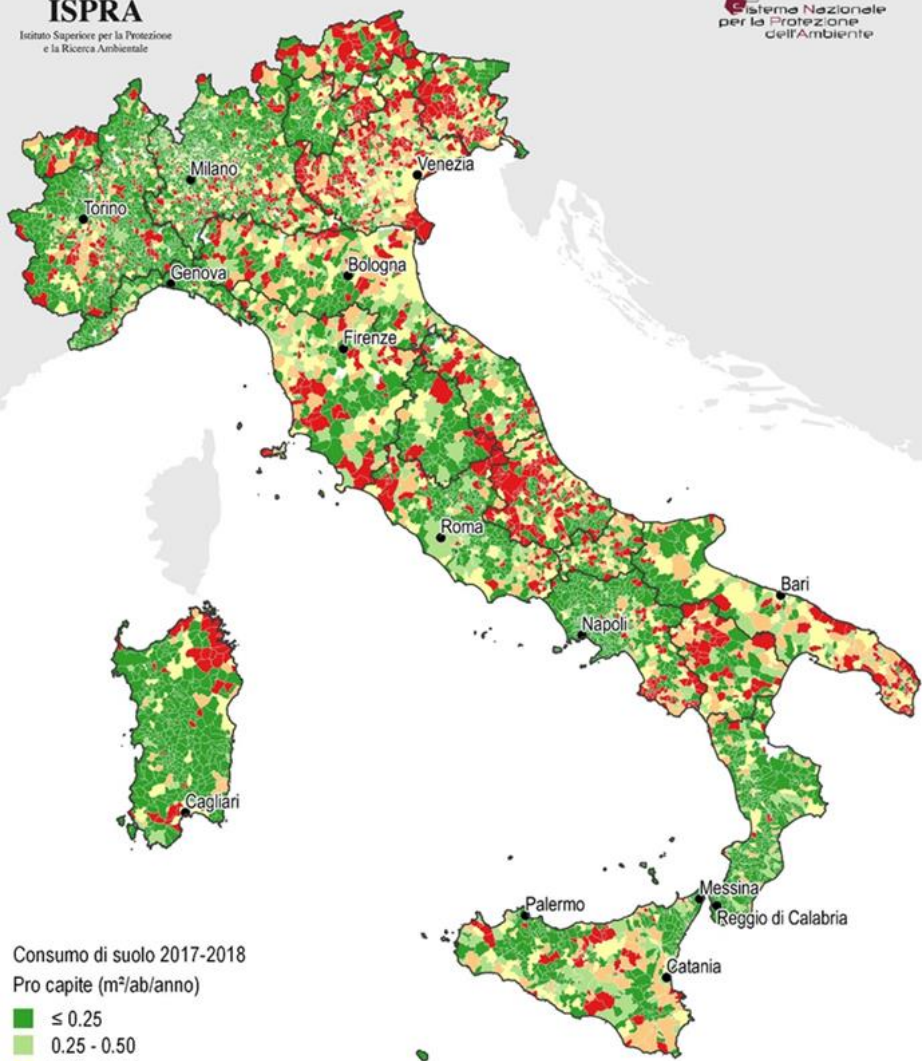 ISPRA
Istituto Superiore per la Protezione
e la Ricerca Ambientale
Sistema Nazionale
per la Protezione
dell'Ambiente
Milano
Venezia
Torino
Genova
Bologna
Firenze
Roma
Bari
Napoli
Cagliari
Messina
Palermo
Reggio di Calabria
Catania
Consumo di suolo 2017-2018
Pro capite (m²/ab/anno)
≤ 0.25
0.25 - 0.50